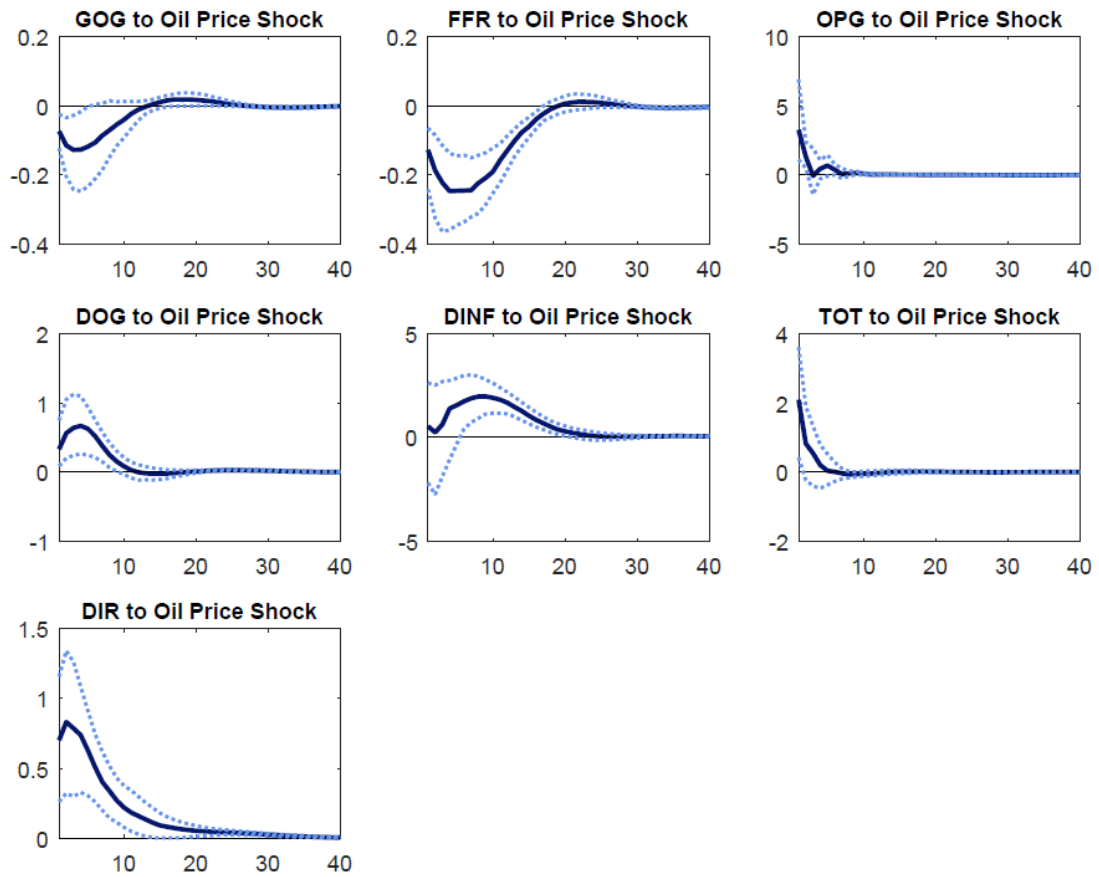 GOG to Oil Price Shock
0.2
0
-0.2
-0.4
10 20 30 40
FFR to Oil Price Shock
0.2
0
-0.2
-0.4
10 20 30 40
OPG to Oil Price Shock
10
5
0
-5
10 20 30 40
DOG to Oil Price Shock
2
1
0
-1
10 20 30 40
DINF to Oil Price Shock
5
0
-5
10 20 30 40
TOT to Oil Price Shock
4
2
0
-2
10 20 30 40
DIR to Oil Price Shock
1.5
1
0.5
0
10 20 30 40